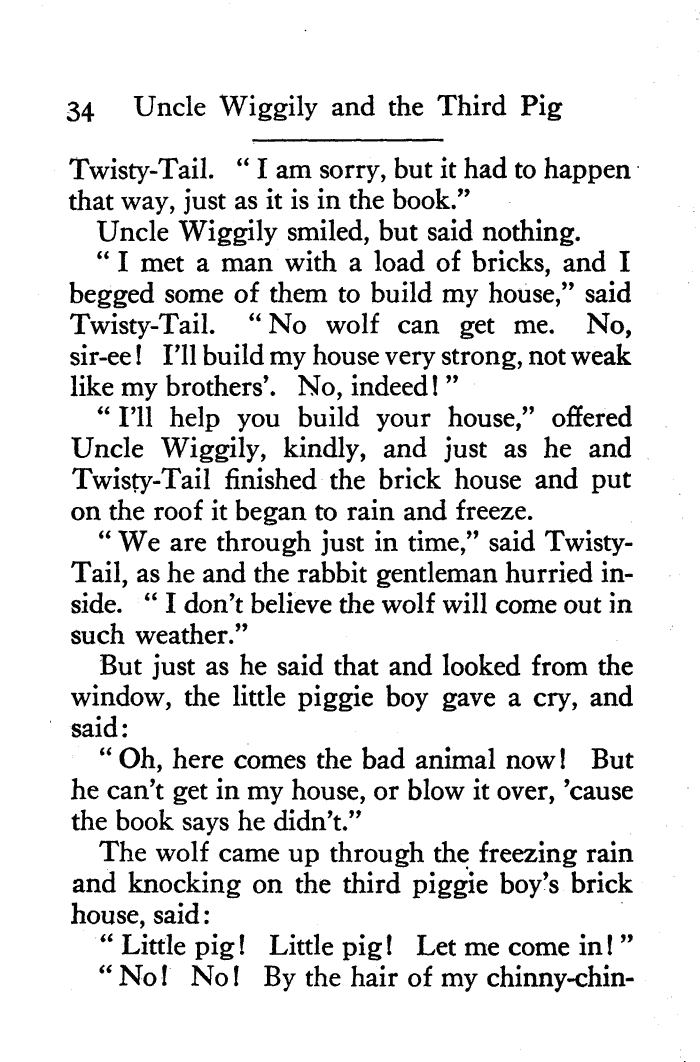 34 Uncle Wiggily and the Third Pig
Twisty-Tail. “ I am sorry, but it had to happen
that way, just as it is in the book.”
Uncle Wiggily smiled, but said nothing.
“ I met a man with a load of bricks, and I
begged some of them to build my house,” said
Twisty-Tail. “ No wolf can get me. No,
sir-ee! I’ll build my house very strong, not weak
like my brothers’. No, indeed! ”
“ I’ll help you build your house,” offered
Uncle Wiggily, kindly, and just as he and
Twisty-Tail finished the brick house and put
on the roof it began to rain and freeze.
“ We are through just in time,” said Twisty-
Tail, as he and the rabbit gentleman hurried in-
side. “ I don’t believe the wolf will come out in
such weather.”
But just as he said that and looked from the
window, the little piggie boy gave a cry, and
said:
“ Oh, here comes the bad animal now! But
he can’t get in my house, or blow it over, ’cause
the book says he didn’t.”
The wolf came up through the freezing rain
and knocking on the third piggie boy’s brick
house, said:
“ Little pig! Little pig! Let me come in! ”
“ No! No! By the hair of my chinny-chin-